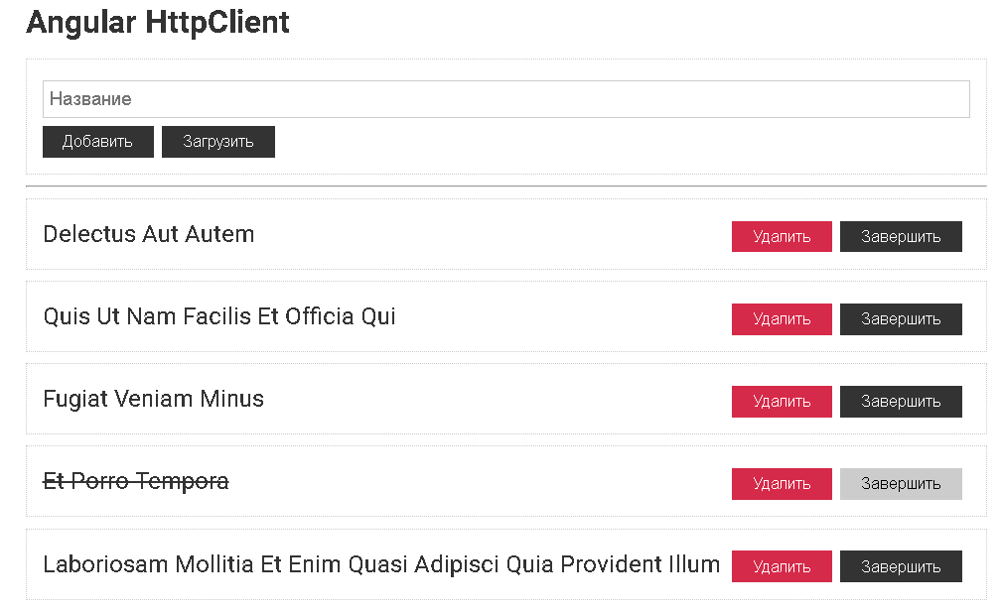 Angular HttpClient
Название
Добавить Загрузить
Delectus Aut Autem Удалить Завершить
Quis Ut Nam Facilis Et Officia Qui Удалить Завершить
Fugiat Veniam Minus Удалить Завершить
Et Porro Tempora Удалить Завершить
Laboriosam Mollitia Et Enim Quasi Adipisci Quia Provident Illum Удалить Завершить